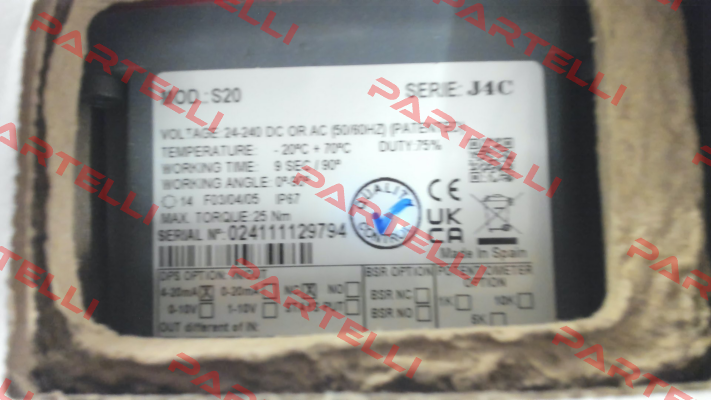 MOD.: S20 SERIE: J4C
VOLTAGE: 24-240 DC OR AC (50/60HZ) (PATENTED)
TEMPERATURE: - 20ºC + 70ºC DUTY 75%
WORKING TIME: 9 SEC / 90º
WORKING ANGLE: 0º-90º
14 F03/04/05 IP67
MAX. TORQUE: 25 Nm
SERIAL Nº: 024111129794
QUALITY CONTROL
CE
UK CA
Made In Spain
DPS OPTION: INPUT
4-20mA 0-20mA NC NO
0-10V 1-10V
OUT different of IN:
BSR OPTION
BSR NC
BSR NO
POTENTIOMETER OPTION
1K 10K
5K
PARTELLI
PARTELLI
PARTELLI
PARTELLI
PARTELLI
PARTELLI